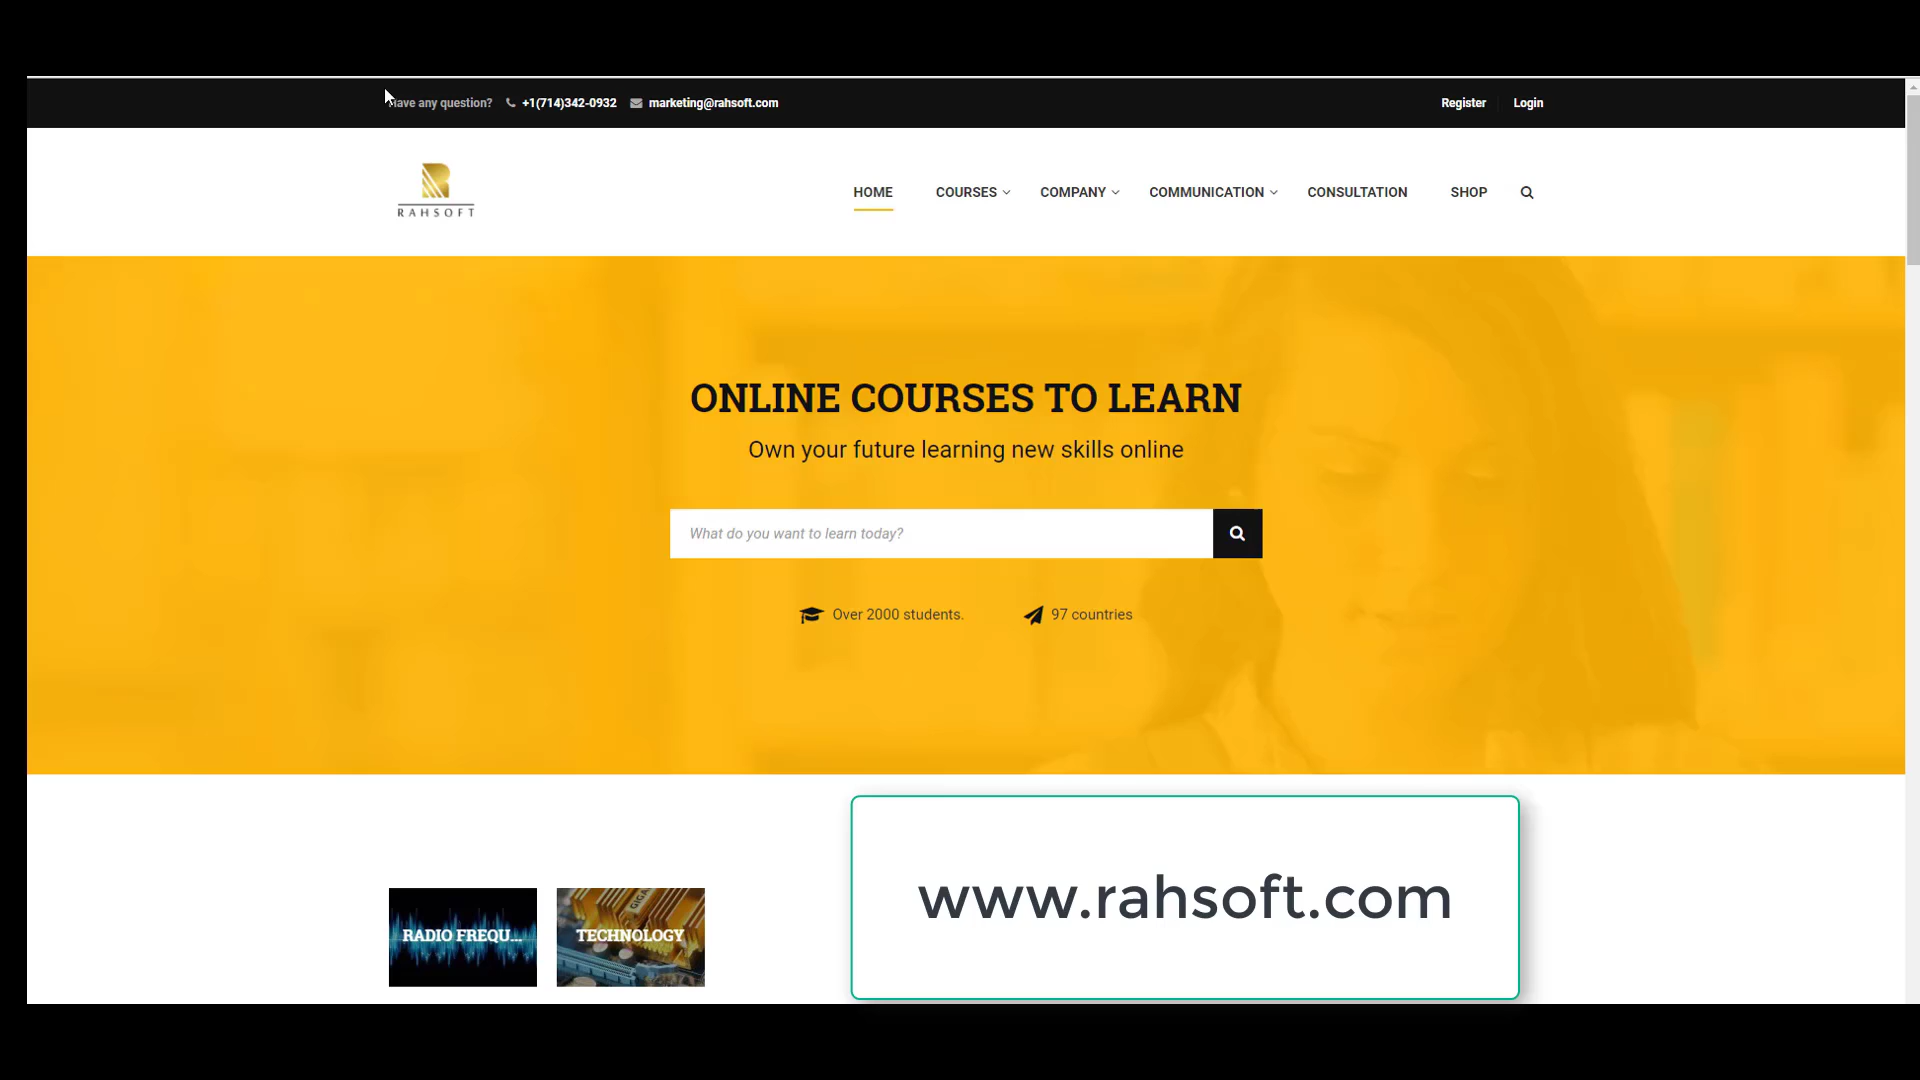 Have any question? +1(714)342-0932 marketing@rahsoft.com Register Login
RAHSOFT
HOME COURSES COMPANY COMMUNICATION CONSULTATION SHOP
ONLINE COURSES TO LEARN
Own your future learning new skills online
What do you want to learn today?
Over 2000 students. 97 countries
RADIO FREQU... TECHNOLOGY
www.rahsoft.com